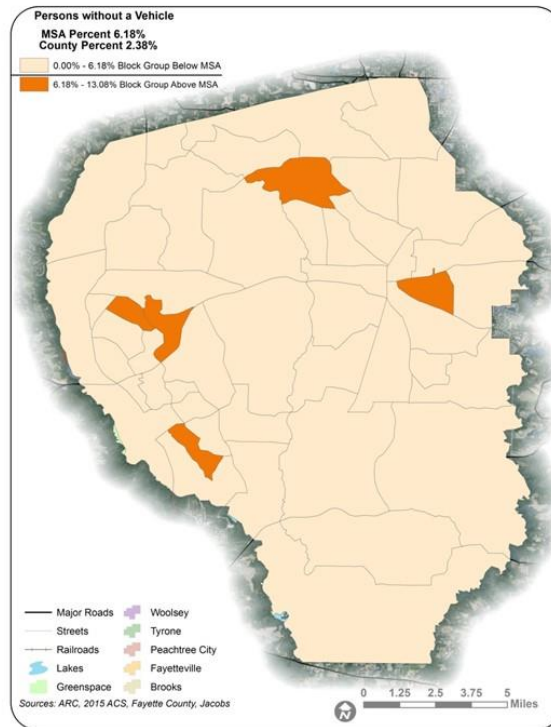 Persons without a Vehicle
MSA Percent 6.18%
County Percent 2.38%
0.00% - 6.18% Block Group Below MSA
6.18% - 13.08% Block Group Above MSA
Major Roads
Streets
Railroads
Lakes
Greenspace
Woolsey
Tyrone
Peachtree City
Fayetteville
Brooks
Sources: ARC, 2015 ACS, Fayette County, Jacobs
N
0 1.25 2.5 3.75 5
Miles